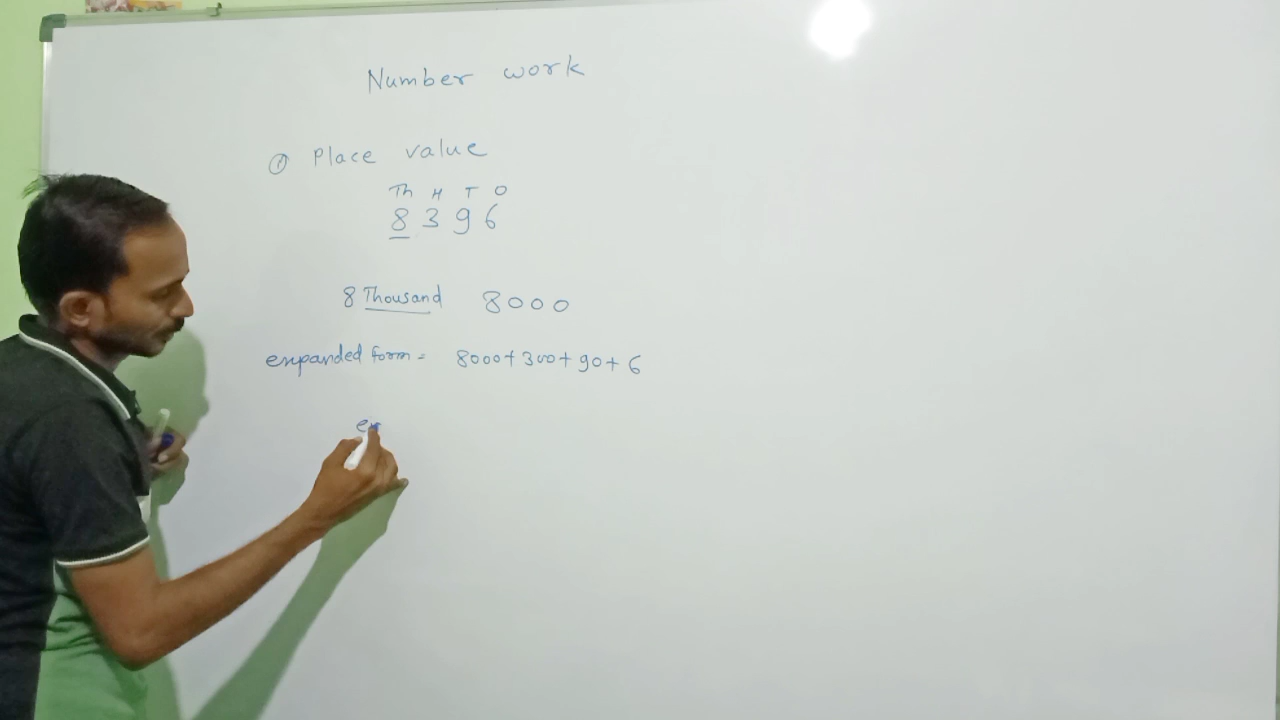 Number work
① Place value
Th H T O
8 3 9 6
8 Thousand 8000
expanded form = 8000+300+90+6
ex